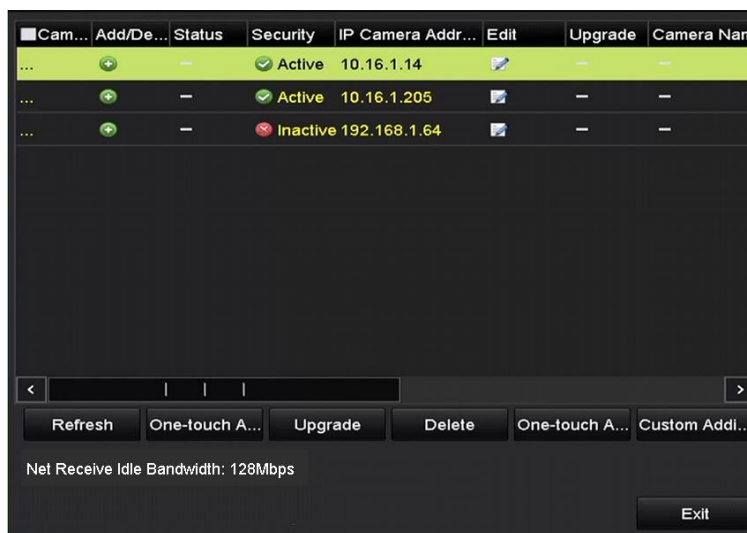 Cam... Add/De... Status Security IP Camera Addr... Edit Upgrade Camera Nan
... Active 10.16.1.14
... Active 10.16.1.205
... Inactive 192.168.1.64
Refresh One-touch A... Upgrade Delete One-touch A... Custom Addi..
Net Receive Idle Bandwidth: 128Mbps
Exit